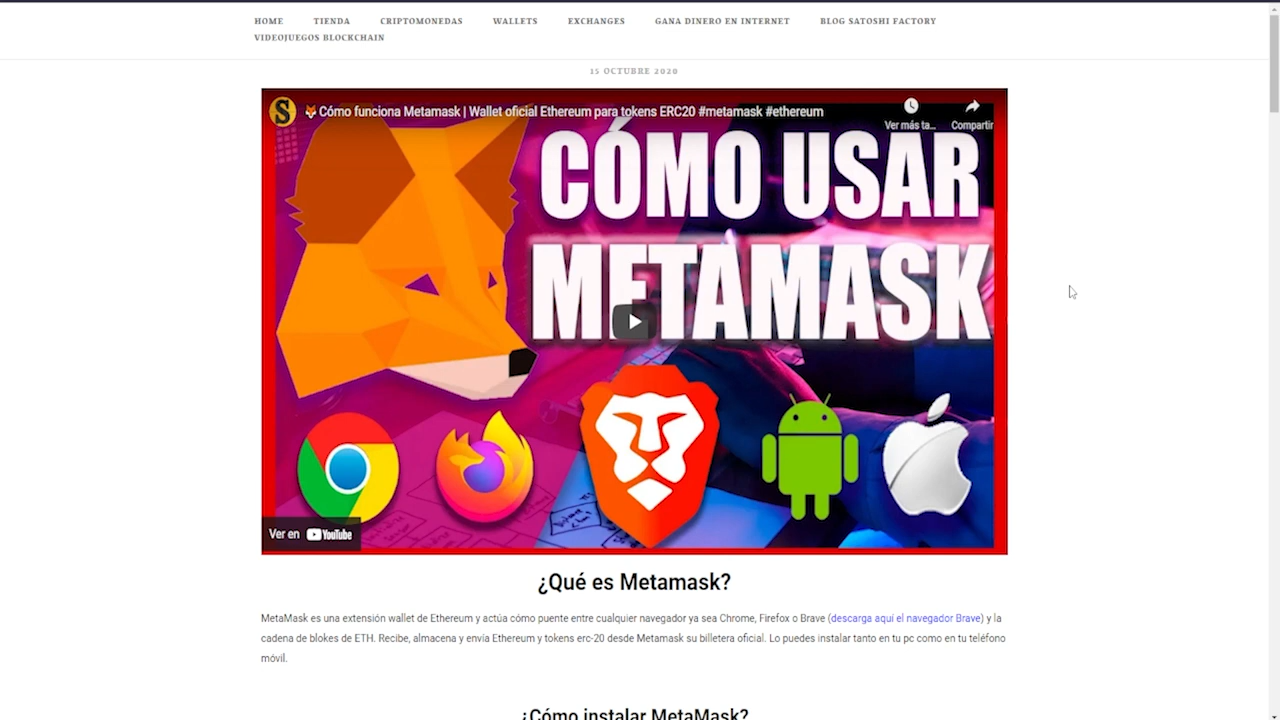 HOME TIENDA CRIPTOMONEDAS WALLETS EXCHANGES GANA DINERO EN INTERNET BLOG SATOSHI FACTORY
VIDEOJUEGOS BLOCKCHAIN
15 OCTUBRE 2020
S
Cómo funciona Metamask | Wallet oficial Ethereum para tokens ERC20 #metamask #ethereum
Ver más ta... Compartir
CÓMO USAR
METAMASK
Ver en YouTube
¿Qué es Metamask?
MetaMask es una extensión wallet de Ethereum y actúa cómo puente entre cualquier navegador ya sea Chrome, Firefox o Brave (descarga aquí el navegador Brave) y la
cadena de blokes de ETH. Recibe, almacena y envía Ethereum y tokens erc-20 desde Metamask su billetera oficial. Lo puedes instalar tanto en tu pc como en tu teléfono
móvil.
¿Cómo instalar MetaMask?